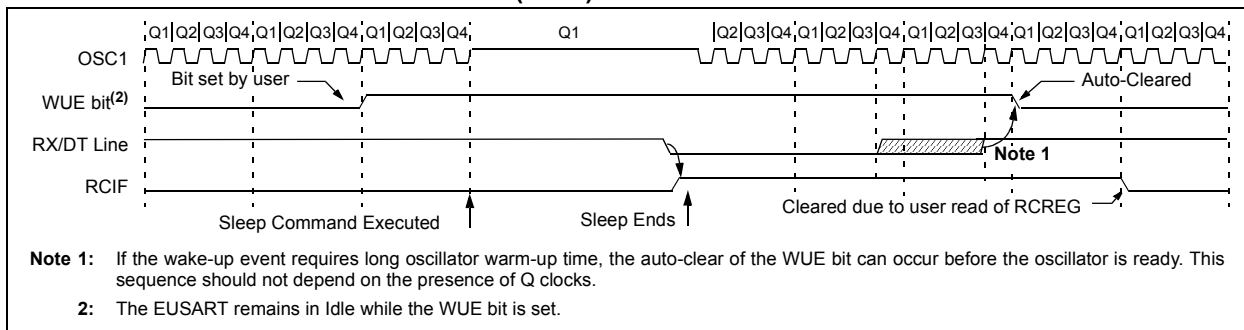 Q1 Q2 Q3 Q4 Q1 Q2 Q3 Q4 Q1 Q2 Q3 Q4 Q1 Q2 Q3 Q4 Q1 Q2 Q3 Q4 Q1 Q2 Q3 Q4 Q1 Q2 Q3 Q4
OSC1
Bit set by user
Auto-Cleared
WUE bit(2)
RX/DT Line
Note 1
RCIF
Cleared due to user read of RCREG
Sleep Command Executed
Sleep Ends
Note 1: If the wake-up event requires long oscillator warm-up time, the auto-clear of the WUE bit can occur before the oscillator is ready. This
sequence should not depend on the presence of Q clocks.
2: The EUSART remains in Idle while the WUE bit is set.